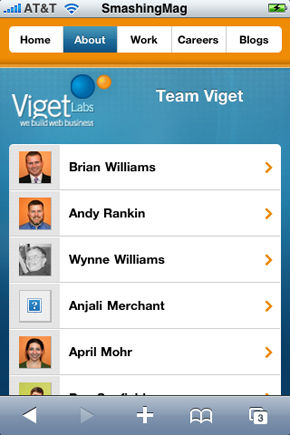 AT&T SmashingMag
Home About Work Careers Blogs
Viget Labs
we build web business
Team Viget
Brian Williams
Andy Rankin
Wynne Williams
?
Anjali Merchant
April Mohr
3